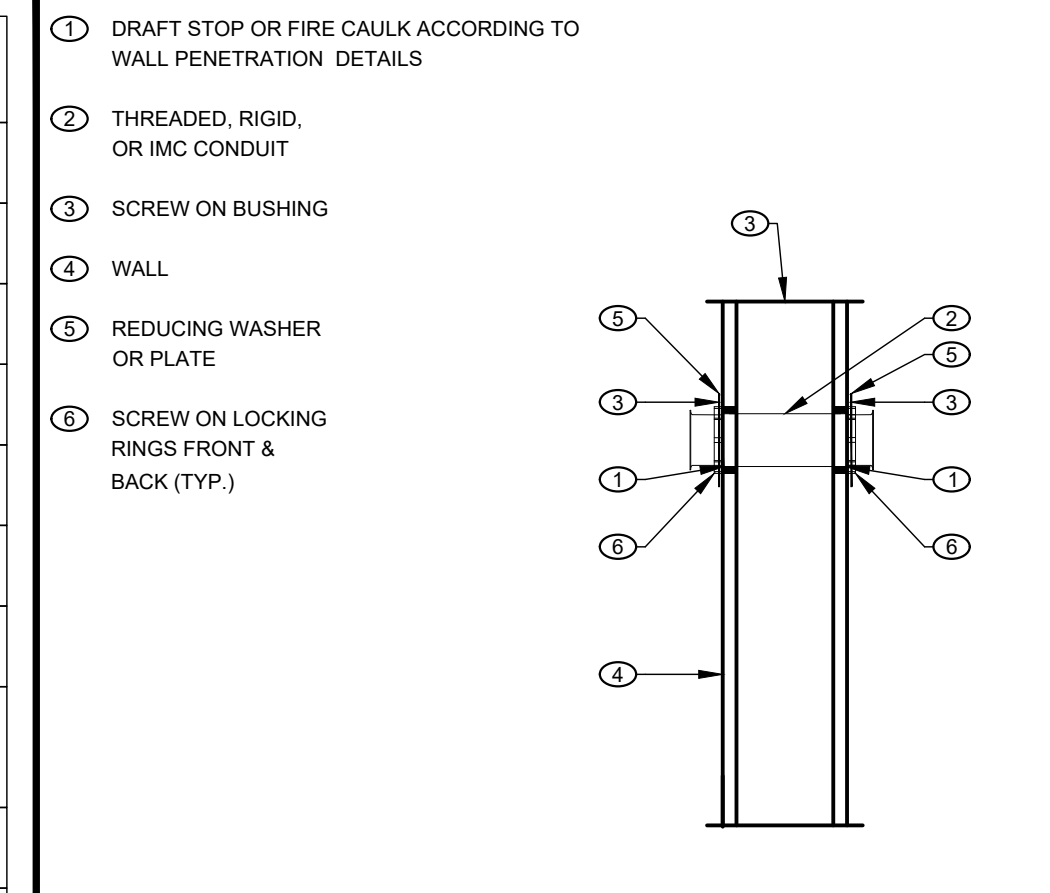 1 DRAFT STOP OR FIRE CAULK ACCORDING TO
WALL PENETRATION DETAILS
2 THREADED, RIGID,
OR IMC CONDUIT
3 SCREW ON BUSHING
4 WALL
5 REDUCING WASHER
OR PLATE
6 SCREW ON LOCKING
RINGS FRONT &
BACK (TYP.)
3
5 2
5
3 3
1 1
6 6
4